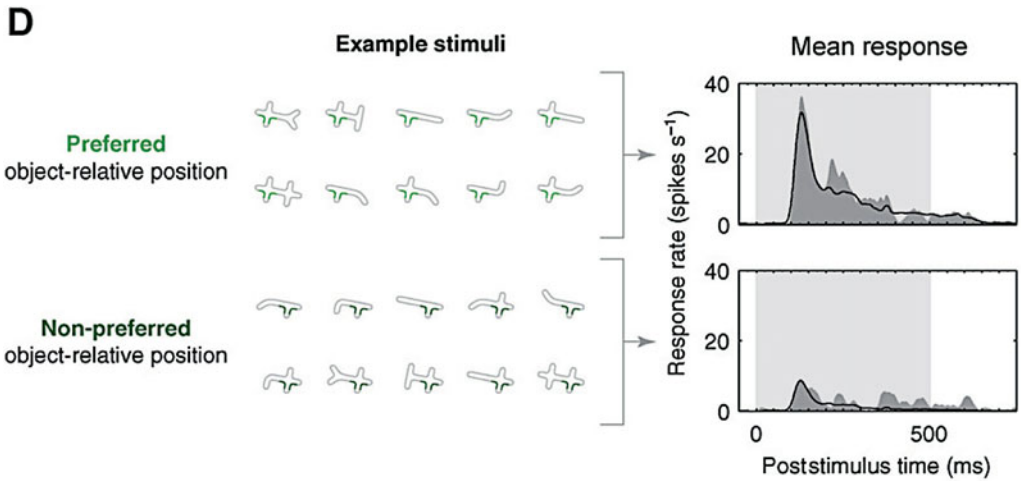 D
Example stimuli
Mean response
Preferred
object-relative position
Non-preferred
object-relative position
Response rate (spikes s⁻¹)
40
20
0
40
20
0
0 500
Poststimulus time (ms)